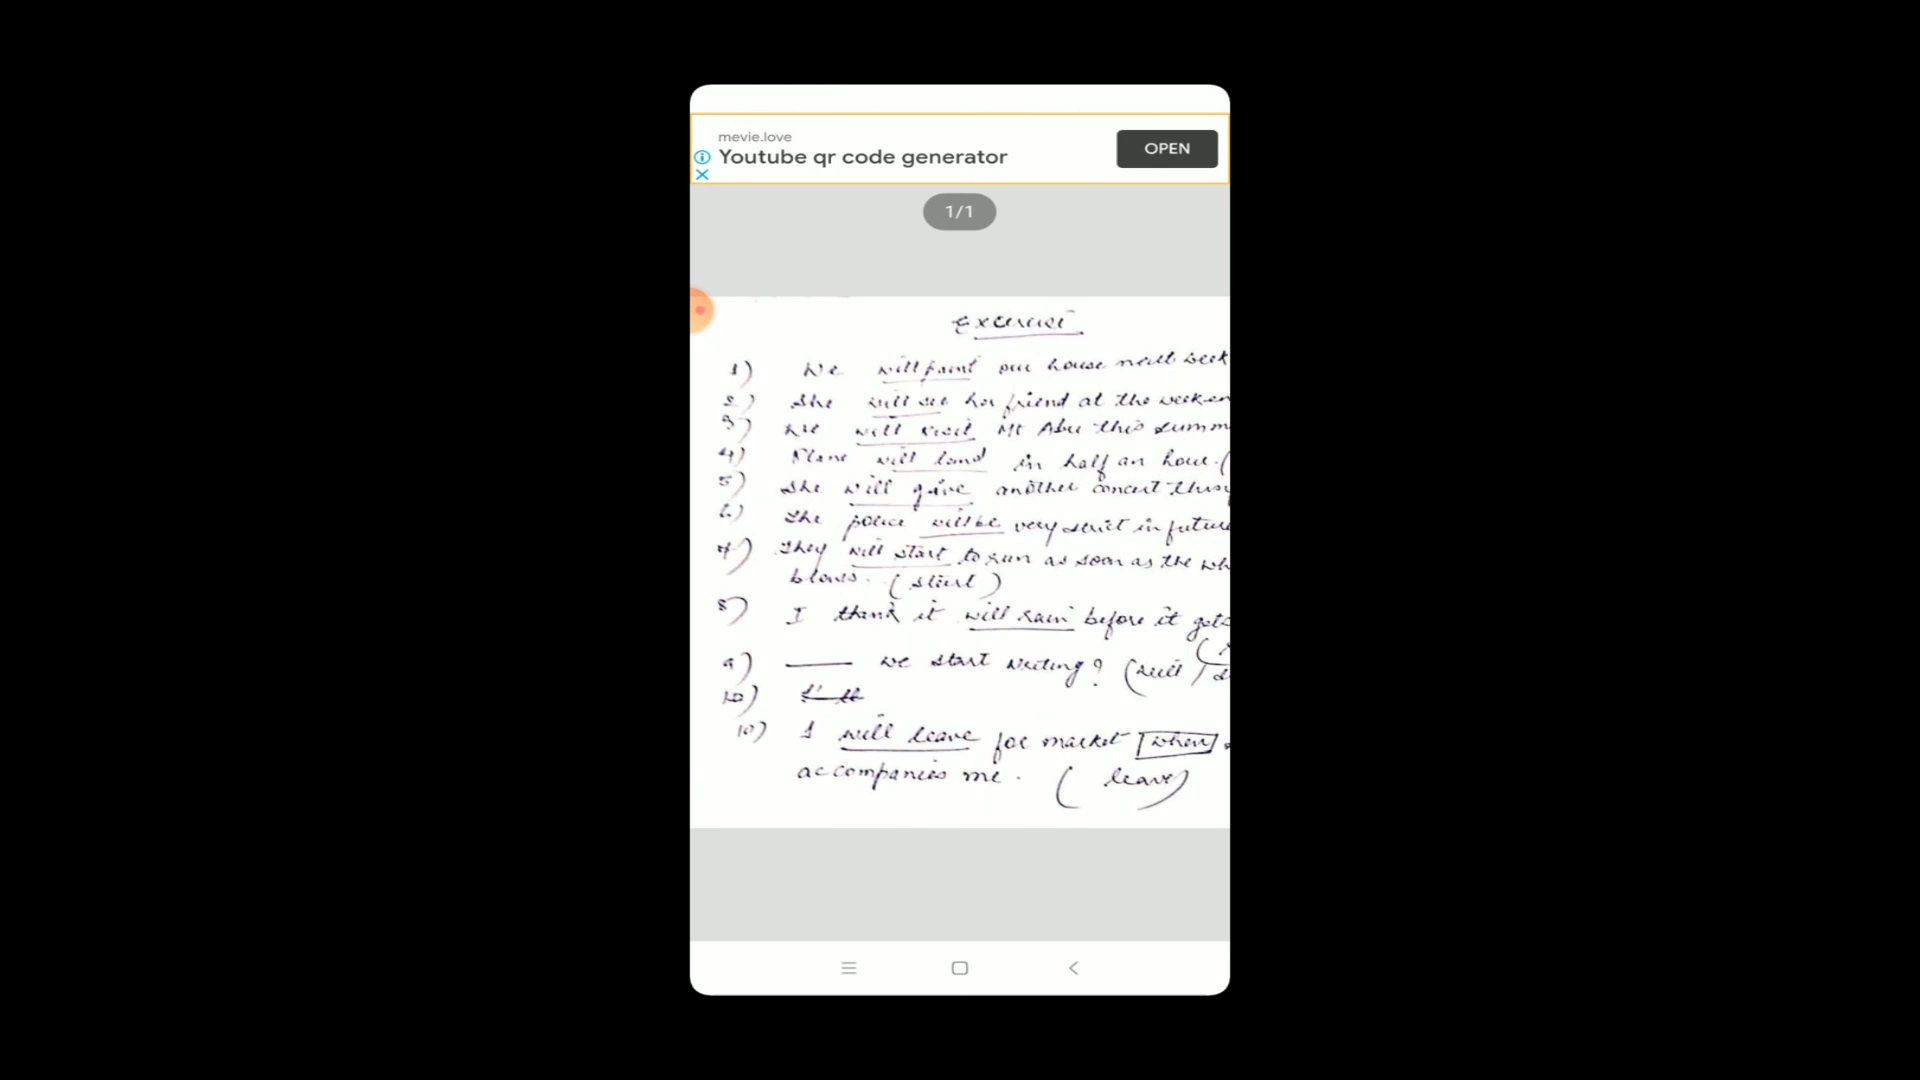 mevie.love
Youtube qr code generator
OPEN
1/1
Excercise
1) We will paint our house next week
2) She will see her friend at the weeken
3) We will visit Mt Abu this summ
4) Plane will land in half an hour. (
5) She will give another concert this
6) The police will be very strict in future
7) They will start to run as soon as the wh
blows. (start)
8) I think it will rain before it gets
9) ____ we start writing? (will /
10)
10) I will leave for market when
accompanies me. (leave)